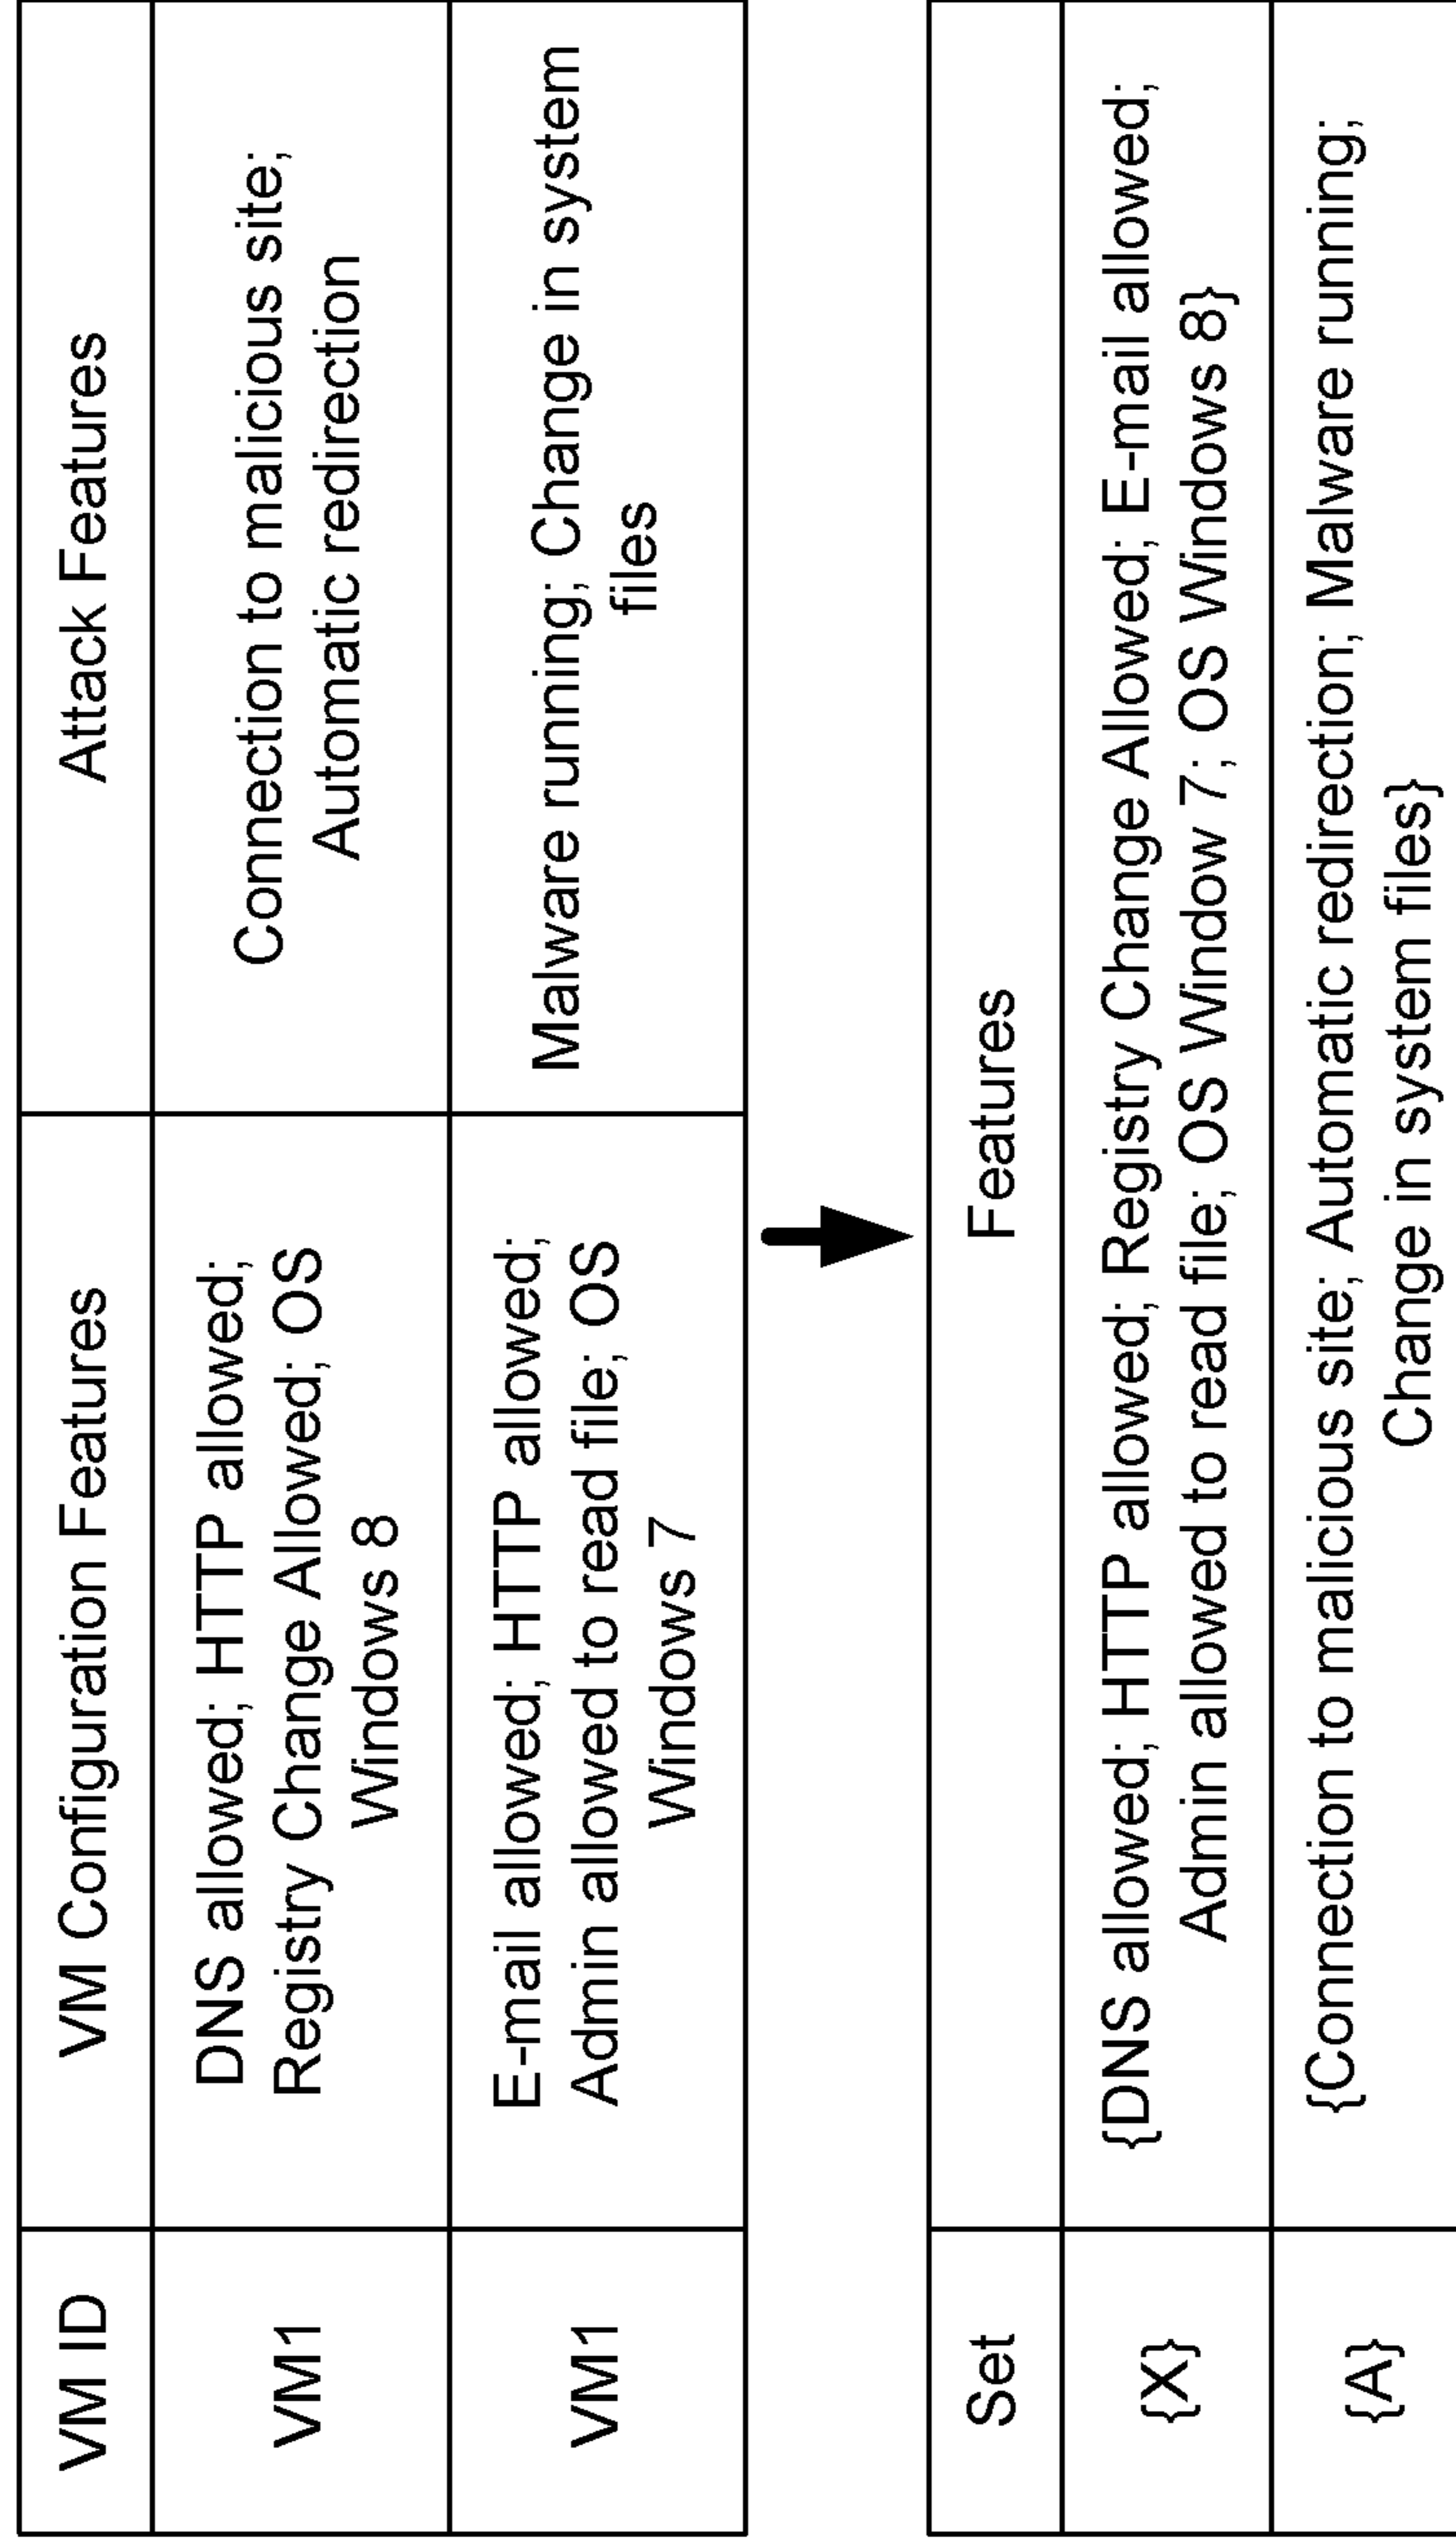 VM ID
VM Configuration Features
Attack Features
VM1
DNS allowed; HTTP allowed;
Registry Change Allowed; OS
Windows 8
Connection to malicious site;
Automatic redirection
VM1
E-mail allowed; HTTP allowed;
Admin allowed to read file; OS
Windows 7
Malware running; Change in system
files
Set
Features
{X}
{DNS allowed; HTTP allowed; Registry Change Allowed; E-mail allowed;
Admin allowed to read file; OS Window 7; OS Windows 8}
{A}
{Connection to malicious site; Automatic redirection; Malware running;
Change in system files}